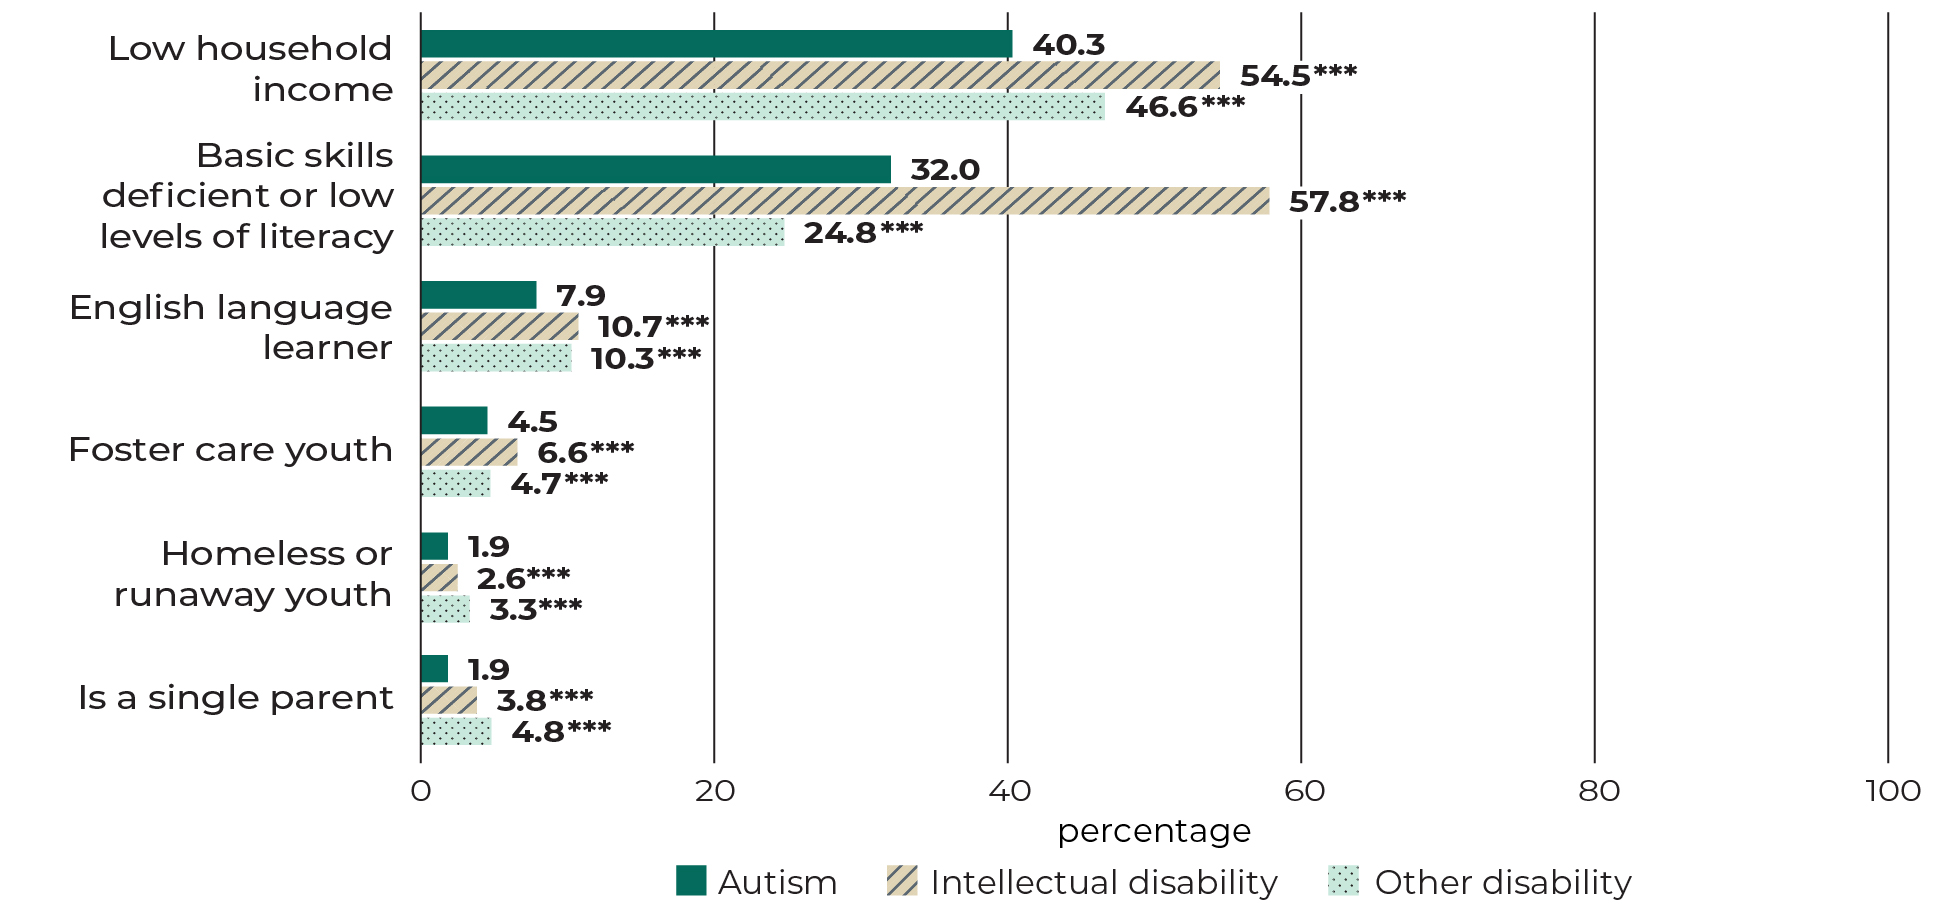 Low household
income
40.3
54.5***
46.6***
Basic skills
deficient or low
levels of literacy
32.0
57.8***
24.8***
English language
learner
7.9
10.7***
10.3***
Foster care youth
4.5
6.6***
4.7***
Homeless or
runaway youth
1.9
2.6***
3.3***
Is a single parent
1.9
3.8***
4.8***
0 20 40 60 80 100
percentage
Autism Intellectual disability Other disability